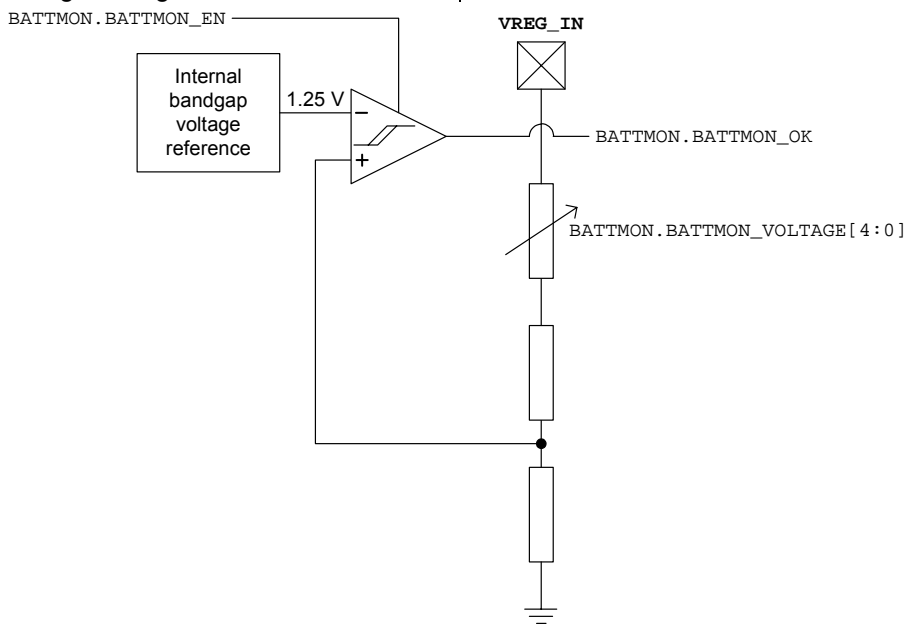 BATTMON.BATTMON_EN
VREG_IN
Internal
bandgap
voltage
reference
1.25 V
−
+
BATTMON.BATTMON_OK
BATTMON.BATTMON_VOLTAGE[4:0]